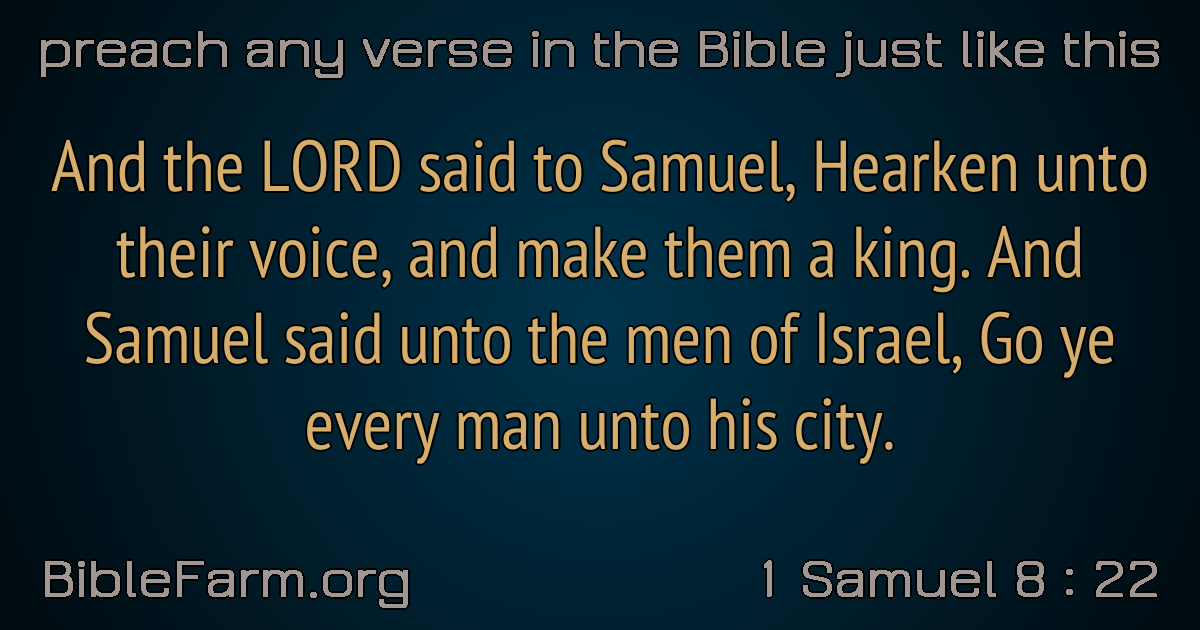 preach any verse in the Bible just like this
And the LORD said to Samuel, Hearken unto
their voice, and make them a king. And
Samuel said unto the men of Israel, Go ye
every man unto his city.
BibleFarm.org
1 Samuel 8 : 22